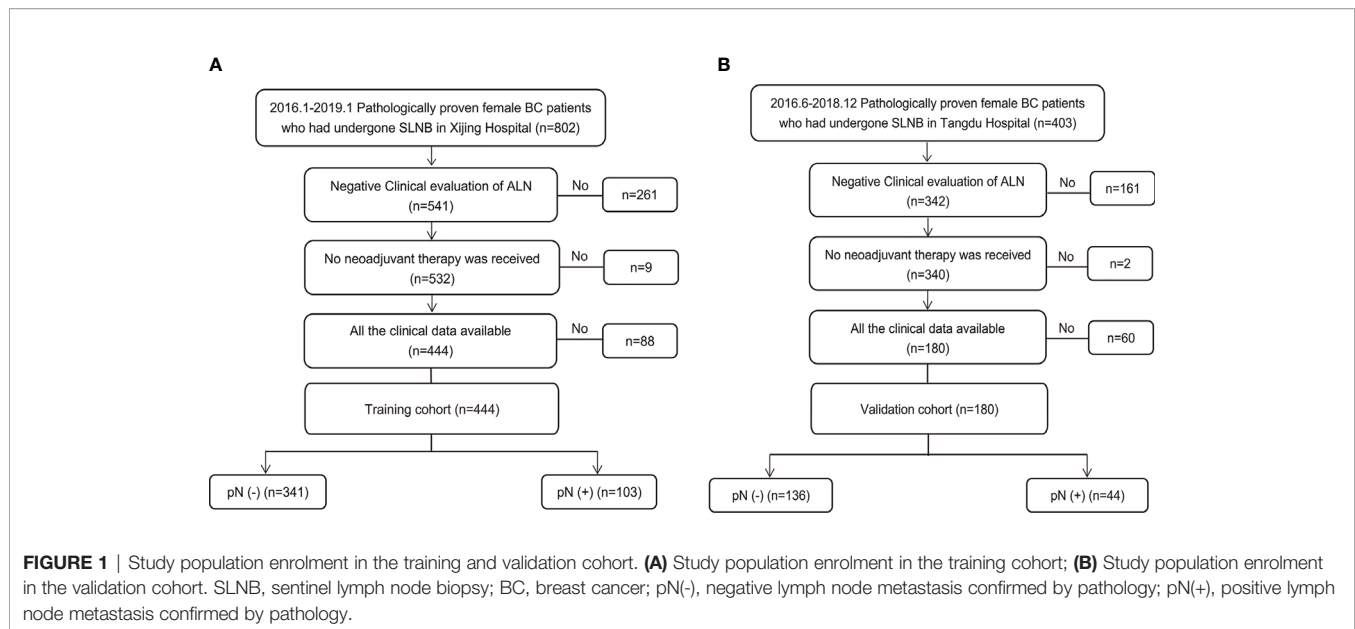 A
2016.1-2019.1 Pathologically proven female BC patients
who had undergone SLNB in Xijing Hospital (n=802)
Negative Clinical evaluation of ALN
(n=541)
No
n=261
No neoadjuvant therapy was received
(n=532)
No
n=9
All the clinical data available
(n=444)
No
n=88
Training cohort (n=444)
pN (-) (n=341)
pN (+) (n=103)
B
2016.6-2018.12 Pathologically proven female BC patients
who had undergone SLNB in Tangdu Hospital (n=403)
Negative Clinical evaluation of ALN
(n=342)
No
n=161
No neoadjuvant therapy was received
(n=340)
No
n=2
All the clinical data available
(n=180)
No
n=60
Validation cohort (n=180)
pN (-) (n=136)
pN (+) (n=44)
FIGURE 1 | Study population enrolment in the training and validation cohort. (A) Study population enrolment in the training cohort; (B) Study population enrolment
in the validation cohort. SLNB, sentinel lymph node biopsy; BC, breast cancer; pN(-), negative lymph node metastasis confirmed by pathology; pN(+), positive lymph
node metastasis confirmed by pathology.